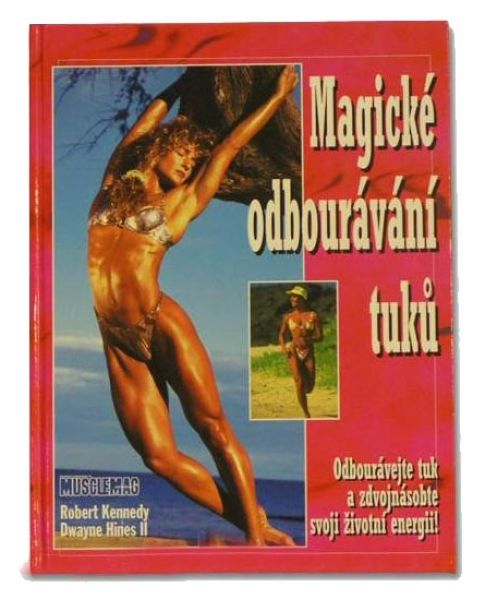 Magické
odbourávání
tuků
Odbourávejte tuk
a zdvojnásobte
svoji životní energii!
MUSCLEMAG
Robert Kennedy
Dwayne Hines II